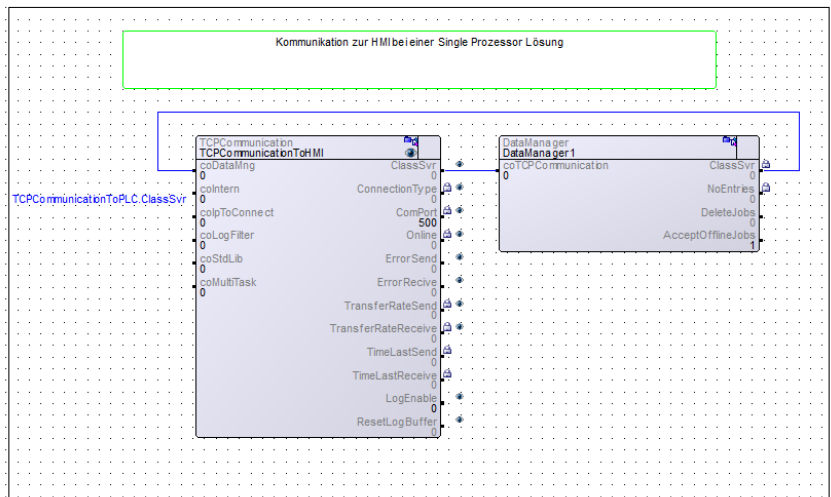 Kommunikation zur HMI bei einer Single Prozessor Lösung
TCPCommunication
TCPCommunicationToHMI
coDataMng
0
ClassSvr
0
coIntern
0
ConnectionType
0
TCPCommunicationToPLC.ClassSvr
coIpToConnect
0
ComPort
500
coLogFilter
0
Online
0
coStdLib
0
ErrorSend
0
coMultiTask
0
ErrorRecive
0
TransferRateSend
0
TransferRateReceive
0
TimeLastSend
0
TimeLastReceive
0
LogEnable
0
ResetLogBuffer
0
DataManager
DataManager1
coTCPCommunication
0
ClassSvr
0
NoEntries
0
DeleteJobs
0
AcceptOfflineJobs
1